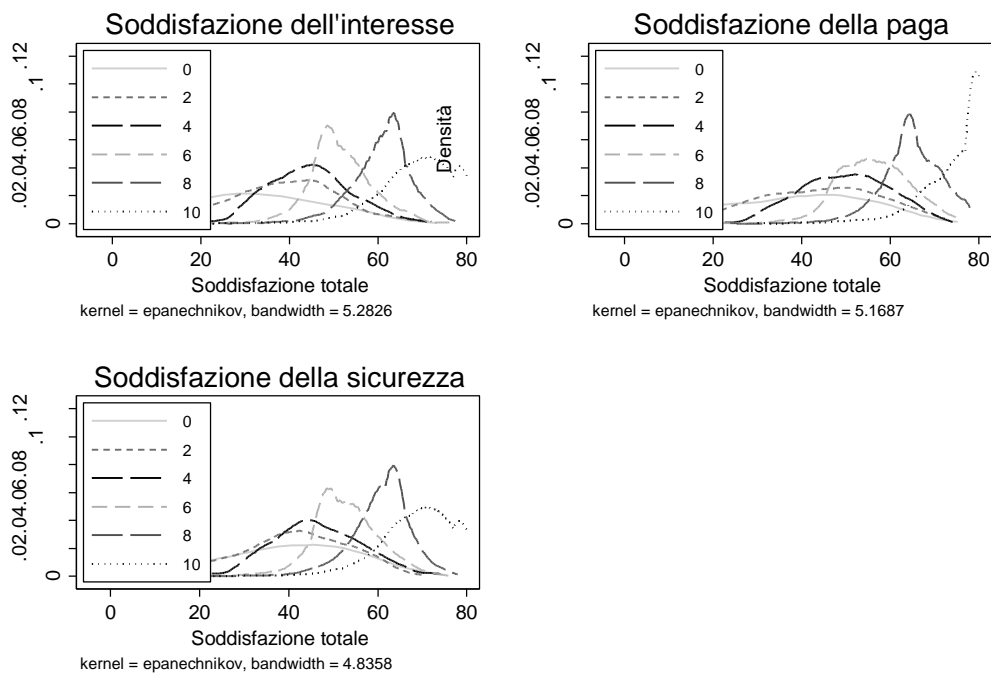 Soddisfazione dell'interesse
.02.04.06.08 .1 .12
0
0
2
4
6
8
10
Densità
0 20 40 60 80
Soddisfazione totale
kernel = epanechnikov, bandwidth = 5.2826
Soddisfazione della paga
.02.04.06.08 .1 .12
0
0
2
4
6
8
10
0 20 40 60 80
Soddisfazione totale
kernel = epanechnikov, bandwidth = 5.1687
Soddisfazione della sicurezza
.02.04.06.08 .1 .12
0
0
2
4
6
8
10
0 20 40 60 80
Soddisfazione totale
kernel = epanechnikov, bandwidth = 4.8358